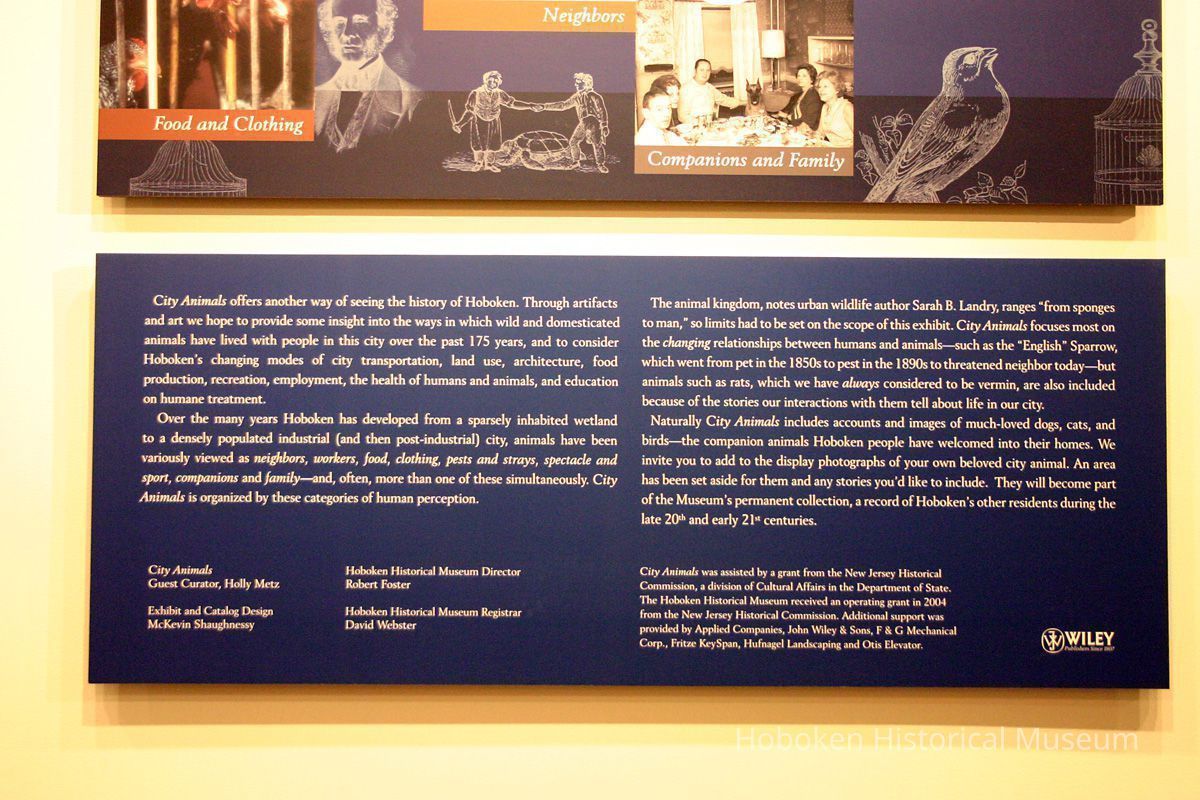 Neighbors
Food and Clothing
Companions and Family
City Animals offers another way of seeing the history of Hoboken. Through artifacts
and art we hope to provide some insight into the ways in which wild and domesticated
animals have lived with people in this city over the past 175 years, and to consider
Hoboken's changing modes of city transportation, land use, architecture, food
production, recreation, employment, the health of humans and animals, and education
on humane treatment.
Over the many years Hoboken has developed from a sparsely inhabited wetland
to a densely populated industrial (and then post-industrial) city, animals have been
variously viewed as neighbors, workers, food, clothing, pests and strays, spectacle and
sport, companions and family—and, often, more than one of these simultaneously. City
Animals is organized by these categories of human perception.
The animal kingdom, notes urban wildlife author Sarah B. Landry, ranges "from sponges
to man," so limits had to be set on the scope of this exhibit. City Animals focuses most on
the changing relationships between humans and animals—such as the "English" Sparrow,
which went from pet in the 1850s to pest in the 1890s to threatened neighbor today—but
animals such as rats, which we have always considered to be vermin, are also included
because of the stories our interactions with them tell about life in our city.
Naturally City Animals includes accounts and images of much-loved dogs, cats, and
birds—the companion animals Hoboken people have welcomed into their homes. We
invite you to add to the display photographs of your own beloved city animal. An area
has been set aside for them and any stories you'd like to include. They will become part
of the Museum's permanent collection, a record of Hoboken's other residents during the
late 20th and early 21st centuries.
City Animals
Guest Curator, Holly Metz
Exhibit and Catalog Design
McKevin Shaughnessy
Hoboken Historical Museum Director
Robert Foster
Hoboken Historical Museum Registrar
David Webster
City Animals was assisted by a grant from the New Jersey Historical
Commission, a division of Cultural Affairs in the Department of State.
The Hoboken Historical Museum received an operating grant in 2004
from the New Jersey Historical Commission. Additional support was
provided by Applied Companies, John Wiley & Sons, F & G Mechanical
Corp., Fritze KeySpan, Hufnagel Landscaping and Otis Elevator.
WILEY
Publishers Since 1807
Hoboken Historical Museum